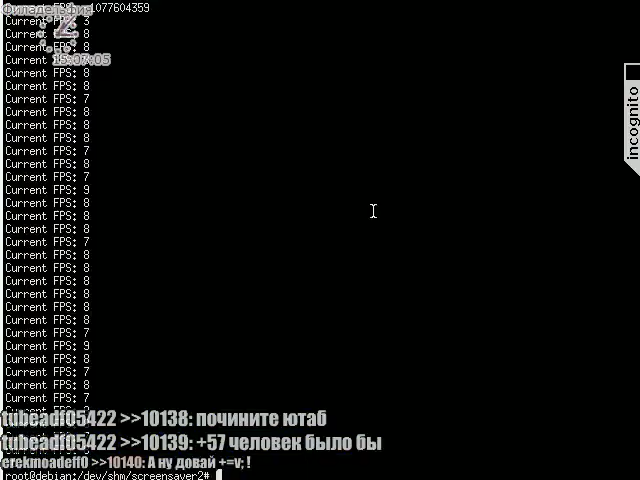 Филадельфия
1077604359
Current FPS: 3
Current FPS: 8
Current FPS: 8
Current FPS: 8
15:07:05
Current FPS: 8
Current FPS: 8
Current FPS: 7
Current FPS: 8
Current FPS: 8
Current FPS: 8
Current FPS: 7
Current FPS: 8
Current FPS: 7
Current FPS: 9
Current FPS: 8
Current FPS: 8
Current FPS: 8
Current FPS: 7
Current FPS: 8
Current FPS: 8
Current FPS: 8
Current FPS: 8
Current FPS: 8
Current FPS: 8
Current FPS: 7
Current FPS: 9
Current FPS: 8
Current FPS: 7
Current FPS: 8
Current FPS: 7
tubeadf05422 >>10138: почините ютаб
tubeadf05422 >>10139: +57 человек было бы
erekmoadeff0 >>10140: А ну довай +=v; !
root@debian:/dev/shm/screensaver2#
incognito